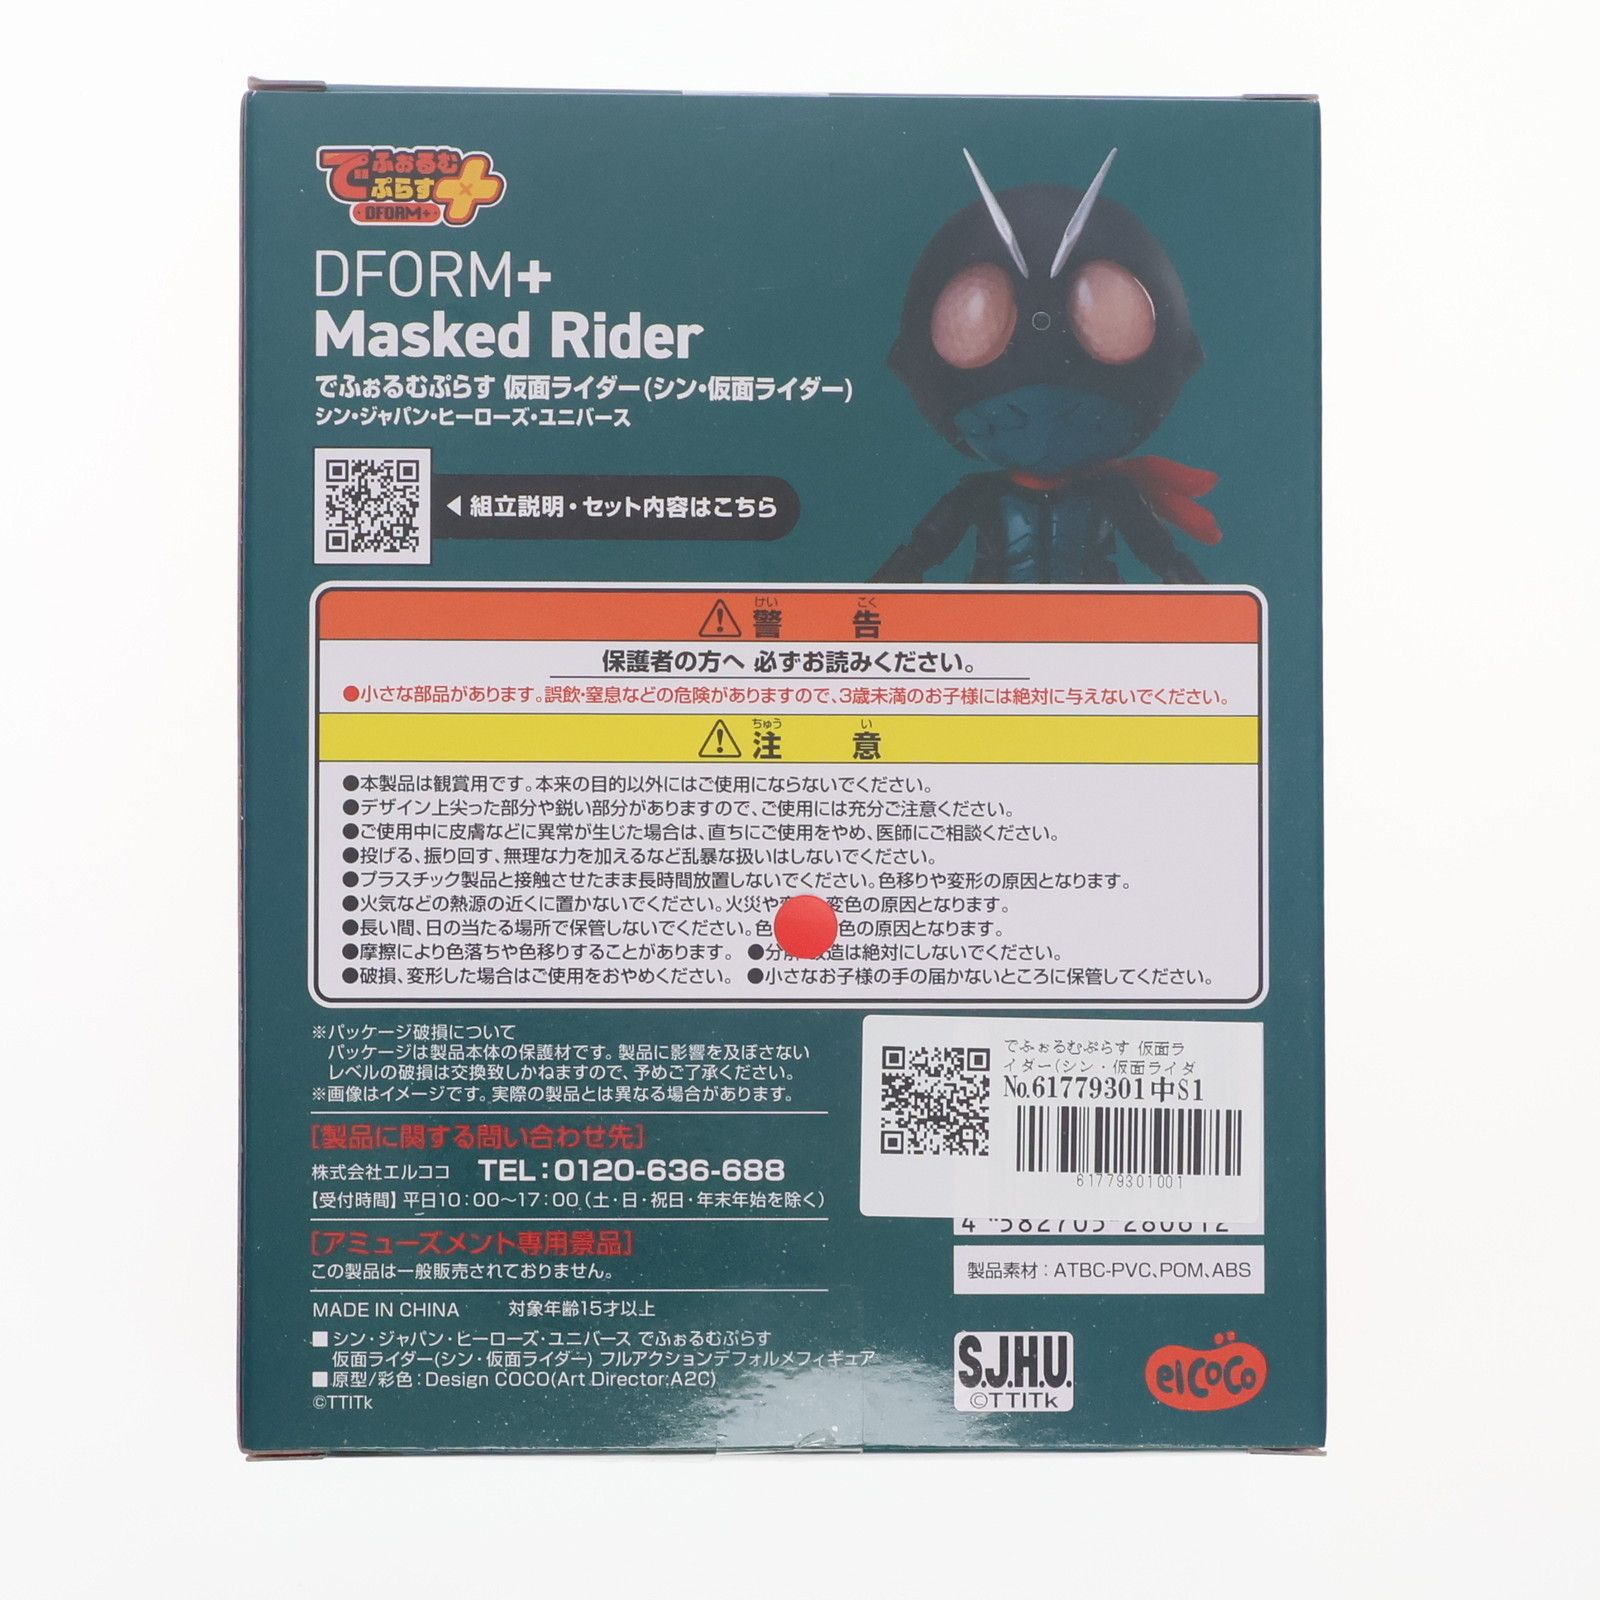 でふぉるむ
ぷらす
DFORM+
DFORM+
Masked Rider
でふぉるむぷらす 仮面ライダー(シン・仮面ライダー)
シン・ジャパン・ヒーローズ・ユニバース
◀組立説明・セット内容はこちら
けい こく
⚠警 告
保護者の方へ 必ずお読みください。
●小さな部品があります。誤飲・窒息などの危険がありますので、3歳未満のお子様には絶対に与えないでください。
ちゅう い
⚠注 意
●本製品は観賞用です。本来の目的以外にはご使用にならないでください。
●デザイン上尖った部分や鋭い部分がありますので、ご使用には充分ご注意ください。
●ご使用中に皮膚などに異常が生じた場合は、直ちにご使用をやめ、医師にご相談ください。
●投げる、振り回す、無理な力を加えるなど乱暴な扱いはしないでください。
●プラスチック製品と接触させたまま長時間放置しないでください。色移りや変形の原因となります。
●火気などの熱源の近くに置かないでください。火災や 変色の原因となります。
●長い間、日の当たる場所で保管しないでください。色 色の原因となります。
●摩擦により色落ちや色移りすることがあります。 ●分解 改造は絶対にしないでください。
●破損、変形した場合はご使用をおやめください。 ●小さなお子様の手の届かないところに保管してください。
※パッケージ破損について
パッケージは製品本体の保護材です。製品に影響を及ぼさない
レベルの破損は交換致しかねますので、予めご了承ください。
※画像はイメージです。実際の製品とは異なる場合があります。
[製品に関する問い合わせ先]
株式会社エルココ TEL:0120-636-688
【受付時間】平日10:00〜17:00(土・日・祝日・年末年始を除く)
[アミューズメント専用景品]
この製品は一般販売されておりません。
MADE IN CHINA 対象年齢15才以上
■シン・ジャパン・ヒーローズ・ユニバース でふぉるむぷらす
仮面ライダー(シン・仮面ライダー) フルアクションデフォルメフィギュア
■原型/彩色:Design COCO(Art Director:A2C)
©TTITk
でふぉるむぷらす 仮面ラ
イダー(シン・仮面ライダ
No.61779301中S1
61779301001
4 582705 280612
製品素材:ATBC-PVC、POM、ABS
S.J.H.U.
©TTITk
elcoco